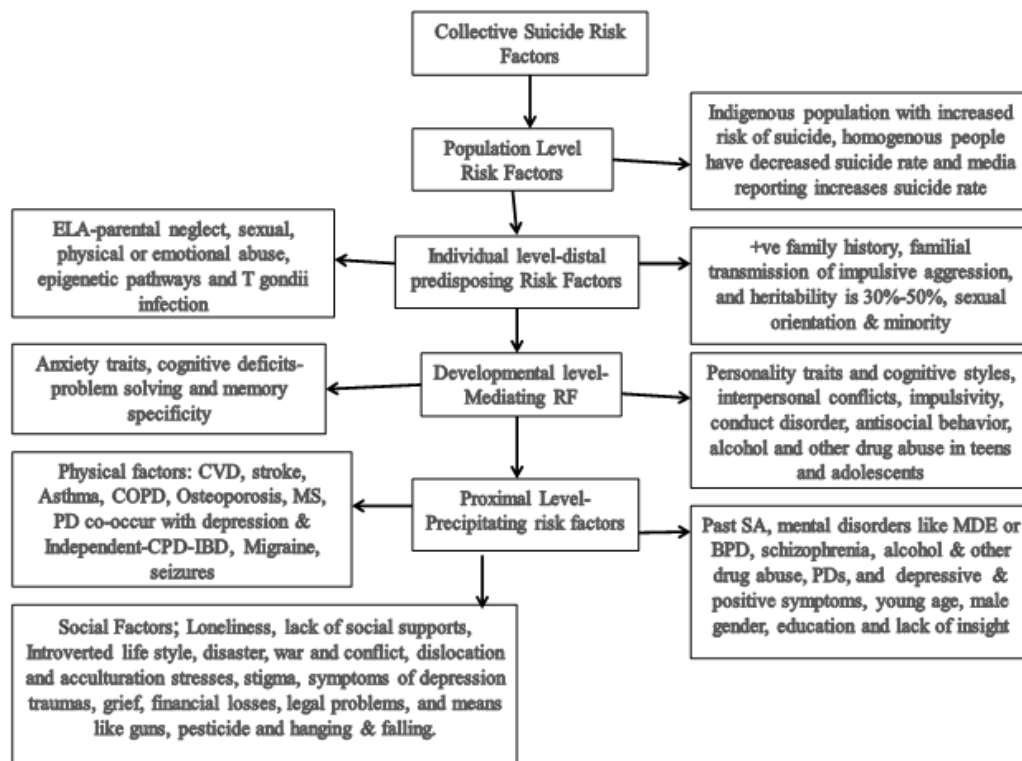 Collective Suicide Risk
Factors
Population Level
Risk Factors
Indigenous population with increased
risk of suicide, homogenous people
have decreased suicide rate and media
reporting increases suicide rate
ELA-parental neglect, sexual,
physical or emotional abuse,
epigenetic pathways and T gondii
infection
Individual level-distal
predisposing Risk Factors
+ve family history, familial
transmission of impulsive aggression,
and heritability is 30%-50%, sexual
orientation & minority
Anxiety traits, cognitive deficits-
problem solving and memory
specificity
Developmental level-
Mediating RF
Personality traits and cognitive styles,
interpersonal conflicts, impulsivity,
conduct disorder, antisocial behavior,
alcohol and other drug abuse in teens
and adolescents
Physical factors: CVD, stroke,
Asthma, COPD, Osteoporosis, MS,
PD co-occur with depression &
Independent-CPD-IBD, Migraine,
seizures
Proximal Level-
Precipitating risk factors
Past SA, mental disorders like MDE or
BPD, schizophrenia, alcohol & other
drug abuse, PDs, and depressive &
positive symptoms, young age, male
gender, education and lack of insight
Social Factors; Loneliness, lack of social supports,
Introverted life style, disaster, war and conflict, dislocation
and acculturation stresses, stigma, symptoms of depression
traumas, grief, financial losses, legal problems, and means
like guns, pesticide and hanging & falling.